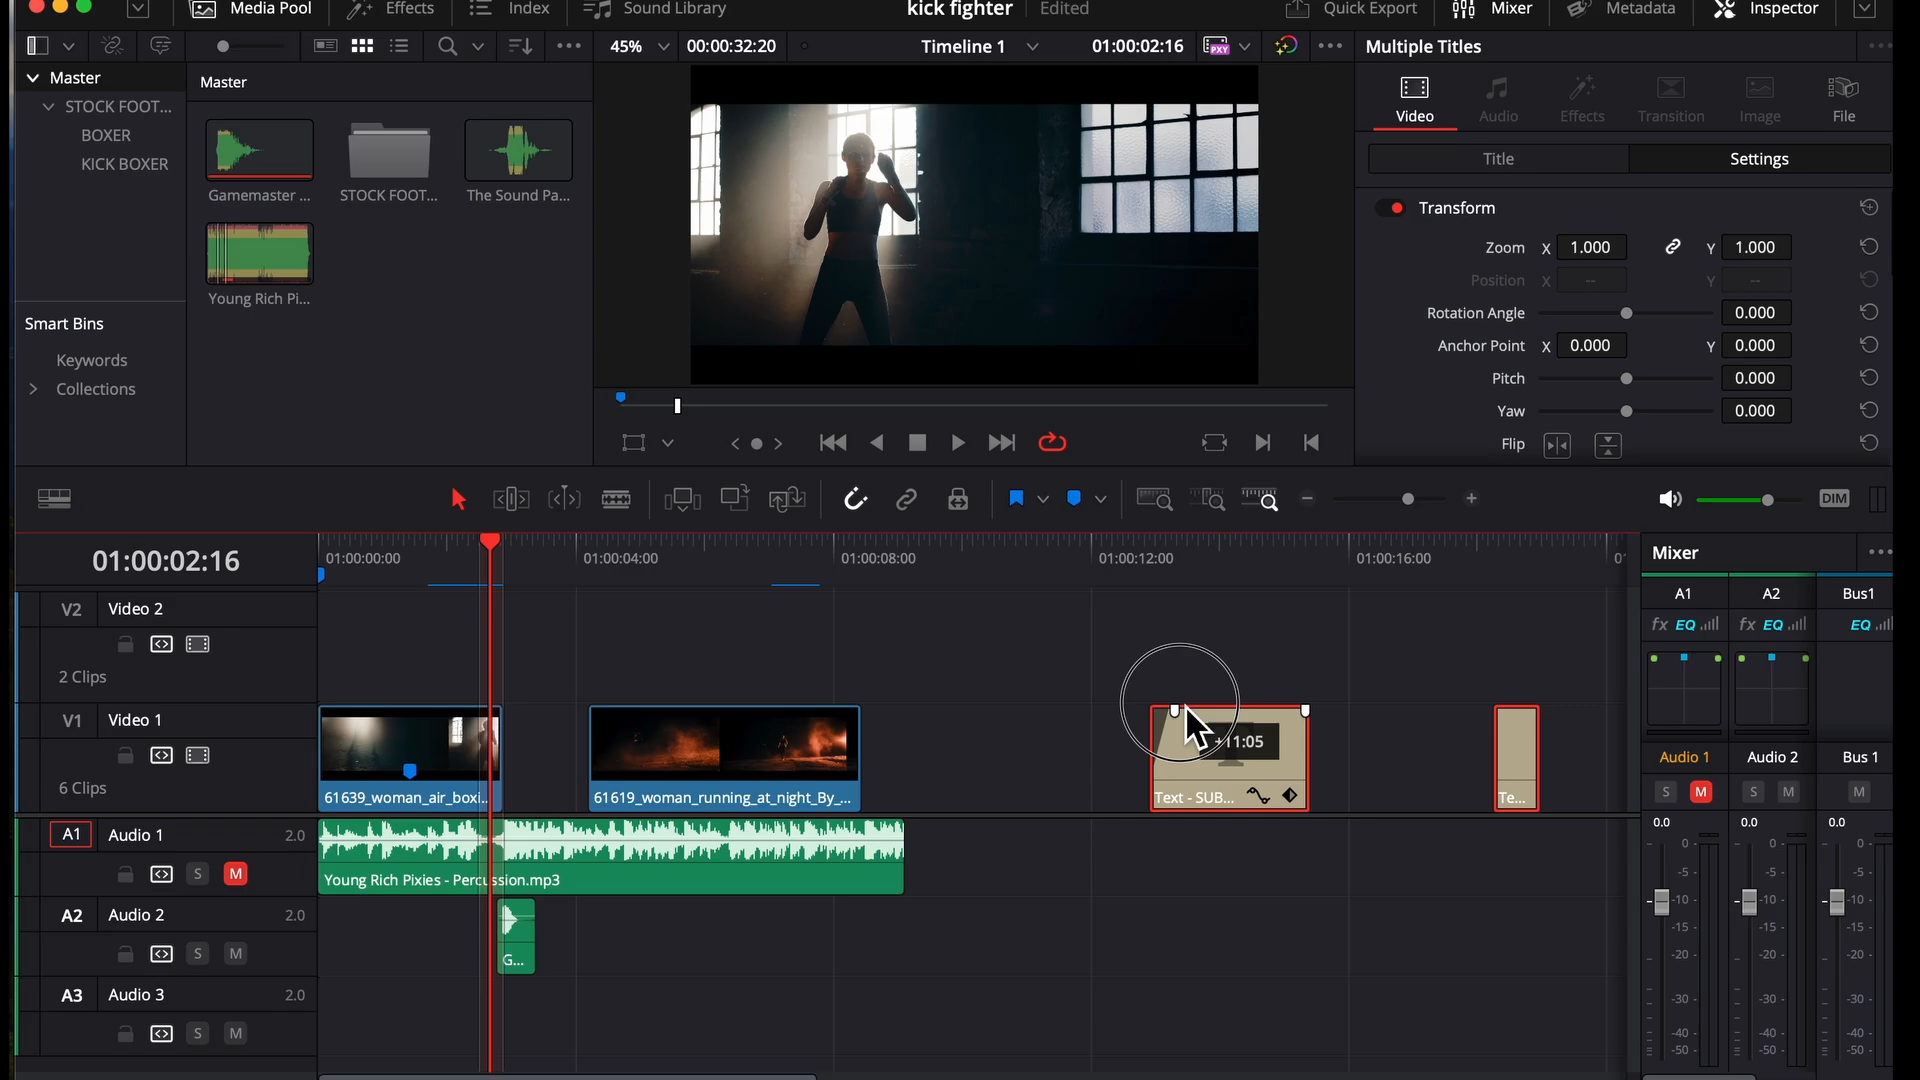 Media Pool
Effects
Index
Sound Library
kick fighter
Edited
Quick Export
Mixer
Metadata
Inspector
45%
00:00:32:20
Timeline 1
01:00:02:16
PXY
Multiple Titles
Master
STOCK FOOT...
BOXER
KICK BOXER
Master
Gamemaster ...
STOCK FOOT...
The Sound Pa...
Young Rich Pi...
Smart Bins
Keywords
Collections
Video
Audio
Effects
Transition
Image
File
Title
Settings
Transform
Zoom X 1.000 Y 1.000
Position X -- Y --
Rotation Angle 0.000
Anchor Point X 0.000 Y 0.000
Pitch 0.000
Yaw 0.000
Flip
DIM
01:00:02:16
01:00:00:00
01:00:04:00
01:00:08:00
01:00:12:00
01:00:16:00
V2 Video 2
2 Clips
V1 Video 1
6 Clips
61639_woman_air_boxi...
61619_woman_running_at_night_By_...
+11:05
Text - SUB...
Te...
A1 Audio 1 2.0
S M
Young Rich Pixies - Percussion.mp3
A2 Audio 2 2.0
S M
G...
A3 Audio 3 2.0
S M
Mixer
A1 A2 Bus1
fx EQ fx EQ EQ
Audio 1 Audio 2 Bus 1
S M S M M
0.0 0.0 0.0
0- 0- 0-
-5- -5- -5-
-10- -10- -10-
-15- -15- -15-
-20- -20- -20-
-30- -30- -30-
-40- -40- -40-
-50- -50- -50-